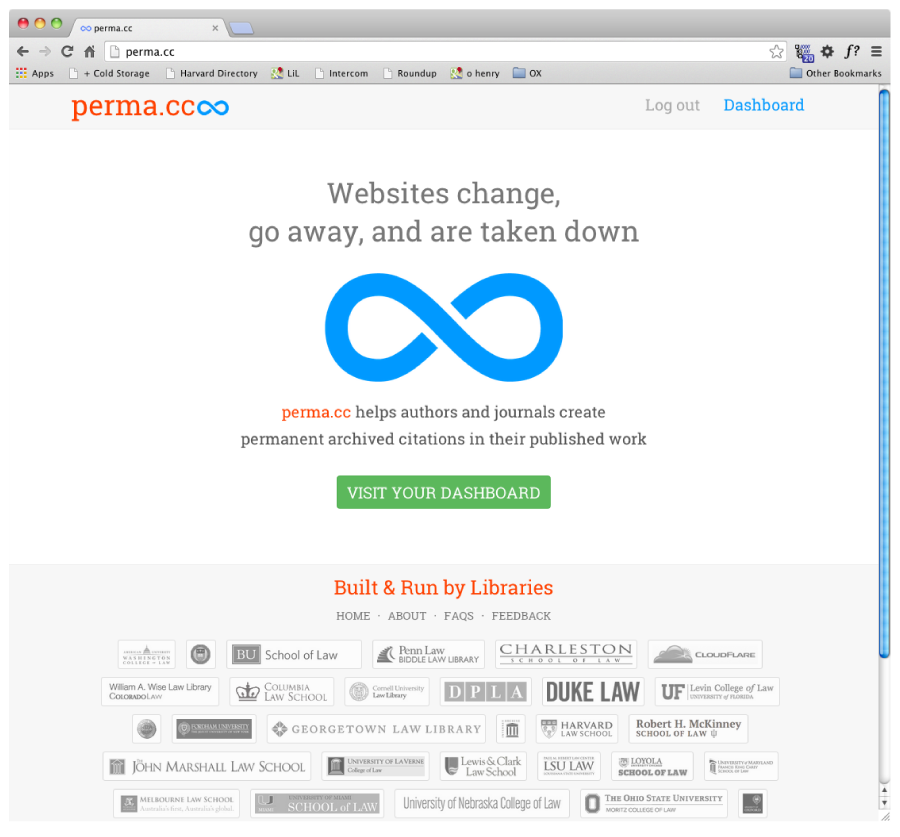 perma.cc
perma.cc
20
f?
Apps
+ Cold Storage
Harvard Directory
LiL
Intercom
Roundup
o henry
OX
Other Bookmarks
perma.cc
Log out
Dashboard
Websites change,
go away, and are taken down
perma.cc helps authors and journals create
permanent archived citations in their published work
VISIT YOUR DASHBOARD
Built & Run by Libraries
HOME · ABOUT · FAQS · FEEDBACK
AMERICAN UNIVERSITY
WASHINGTON
COLLEGE of LAW
BU School of Law
Penn Law
BIDDLE LAW LIBRARY
CHARLESTON
SCHOOL OF LAW
CLOUDFLARE
William A. Wise Law Library
COLORADO LAW
COLUMBIA
LAW SCHOOL
Cornell University
Law Library
DPLA
DUKE LAW
UF Levin College of Law
UNIVERSITY of FLORIDA
FORDHAM UNIVERSITY
GEORGETOWN LAW LIBRARY
HARVARD
LAW SCHOOL
Robert H. McKinney
SCHOOL OF LAW
The JOHN MARSHALL LAW SCHOOL
UNIVERSITY OF LA VERNE
College of Law
Lewis & Clark
Law School
LSU LAW
LOYOLA
SCHOOL OF LAW
UNIVERSITY of MARYLAND
FRANCIS KING CAREY
SCHOOL OF LAW
MELBOURNE LAW SCHOOL
Australia's first, Australia's global.
UNIVERSITY OF MIAMI
SCHOOL of LAW
University of Nebraska College of Law
THE OHIO STATE UNIVERSITY
MORITZ COLLEGE OF LAW